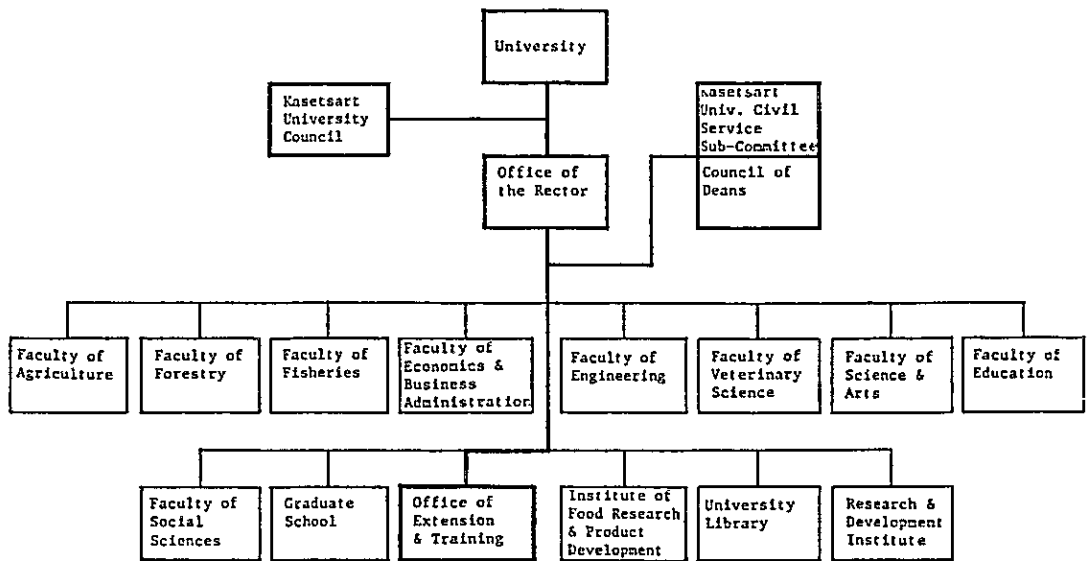 University
Kasetsart
University
Council
Kasetsart
Univ. Civil
Service
Sub-Committee
Council of
Deans
Office of
the Rector
Faculty of
Agriculture
Faculty of
Forestry
Faculty of
Fisheries
Faculty of
Economics &
Business
Administration
Faculty of
Engineering
Faculty of
Veterinary
Science
Faculty of
Science &
Arts
Faculty of
Education
Faculty of
Social
Sciences
Graduate
School
Office of
Extension
& Training
Institute of
Food Research
& Product
Development
University
Library
Research &
Development
Institute